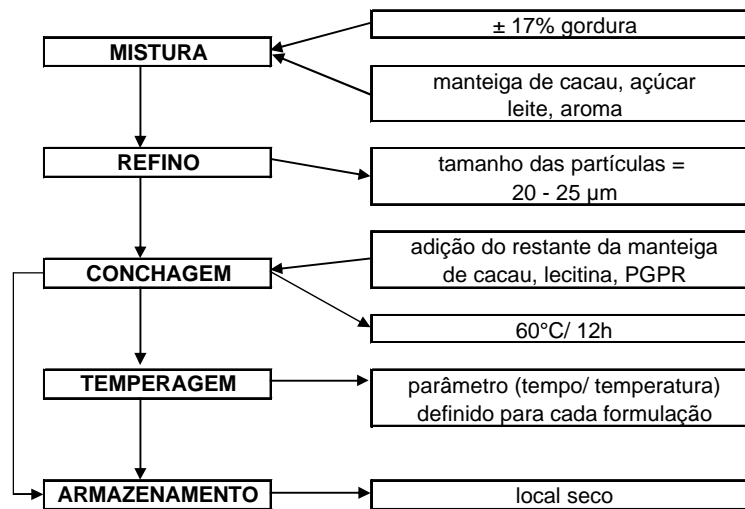 ± 17% gordura
MISTURA
manteiga de cacau, açúcar
leite, aroma
REFINO
tamanho das partículas =
20 - 25 µm
adição do restante da manteiga
de cacau, lecitina, PGPR
CONCHAGEM
60°C/ 12h
TEMPERAGEM
parâmetro (tempo/ temperatura)
definido para cada formulação
ARMAZENAMENTO
local seco